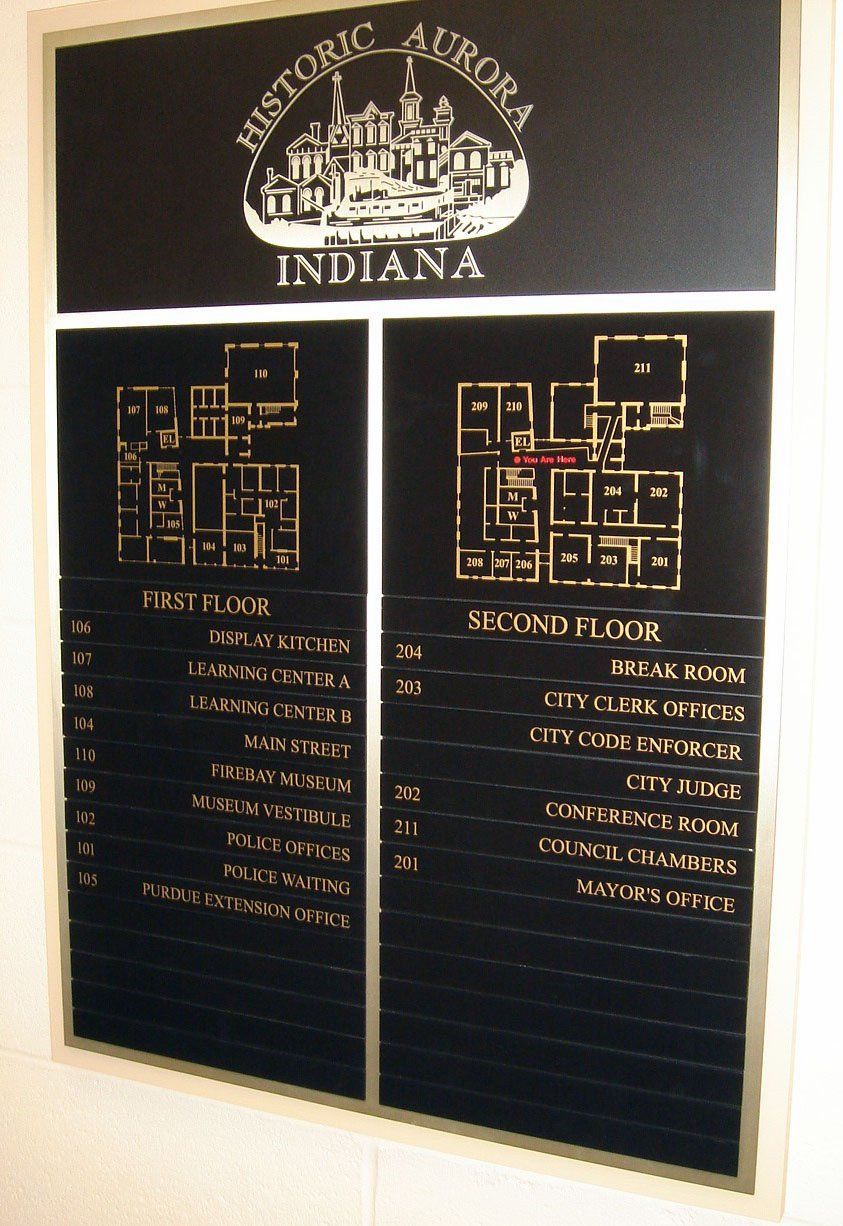 HISTORIC AURORA
INDIANA
110
107 108
109
EL
106
M
W
105
102
104 103
101
FIRST FLOOR
106 DISPLAY KITCHEN
107 LEARNING CENTER A
108 LEARNING CENTER B
104 MAIN STREET
110 FIREBAY MUSEUM
109 MUSEUM VESTIBULE
102 POLICE OFFICES
101 POLICE WAITING
105 PURDUE EXTENSION OFFICE
211
209 210
EL
You Are Here
M
W
204 202
208 207 206 205 203 201
SECOND FLOOR
204 BREAK ROOM
203 CITY CLERK OFFICES
CITY CODE ENFORCER
CITY JUDGE
202 CONFERENCE ROOM
211 COUNCIL CHAMBERS
201 MAYOR'S OFFICE